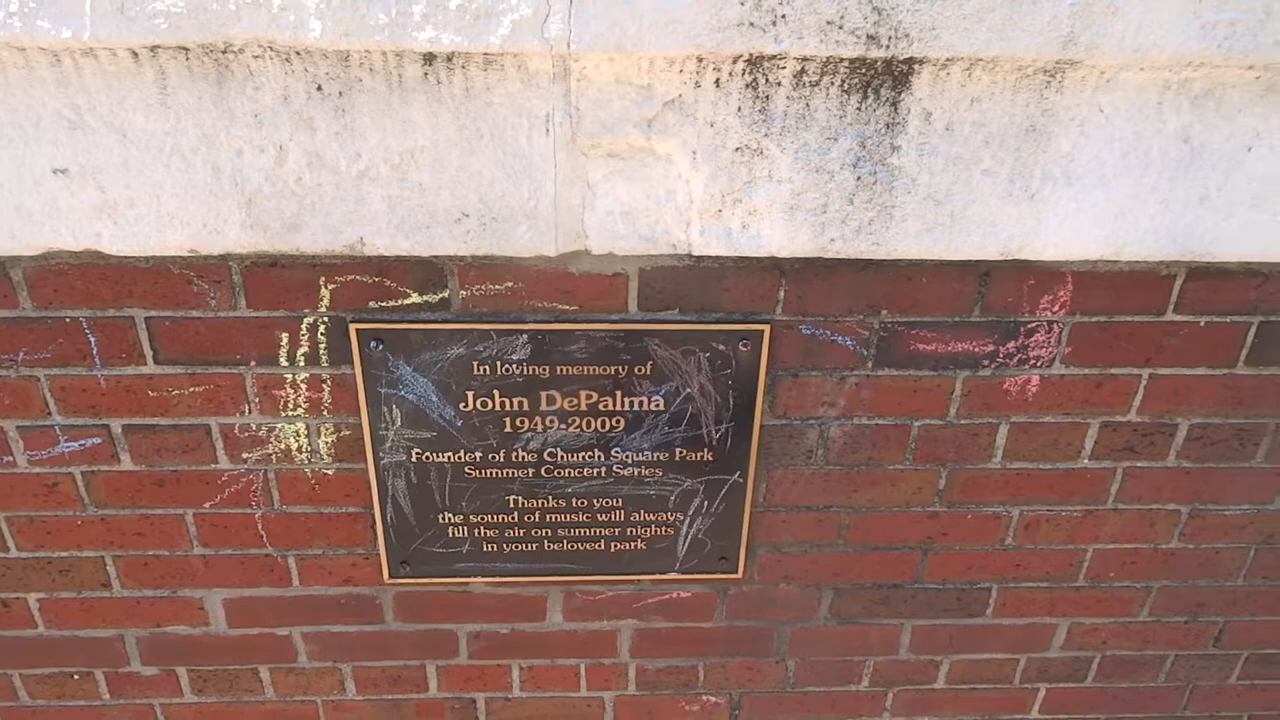 In loving memory of
John DePalma
1949-2009
Founder of the Church Square Park
Summer Concert Series
Thanks to you
the sound of music will always
fill the air on summer nights
in your beloved park